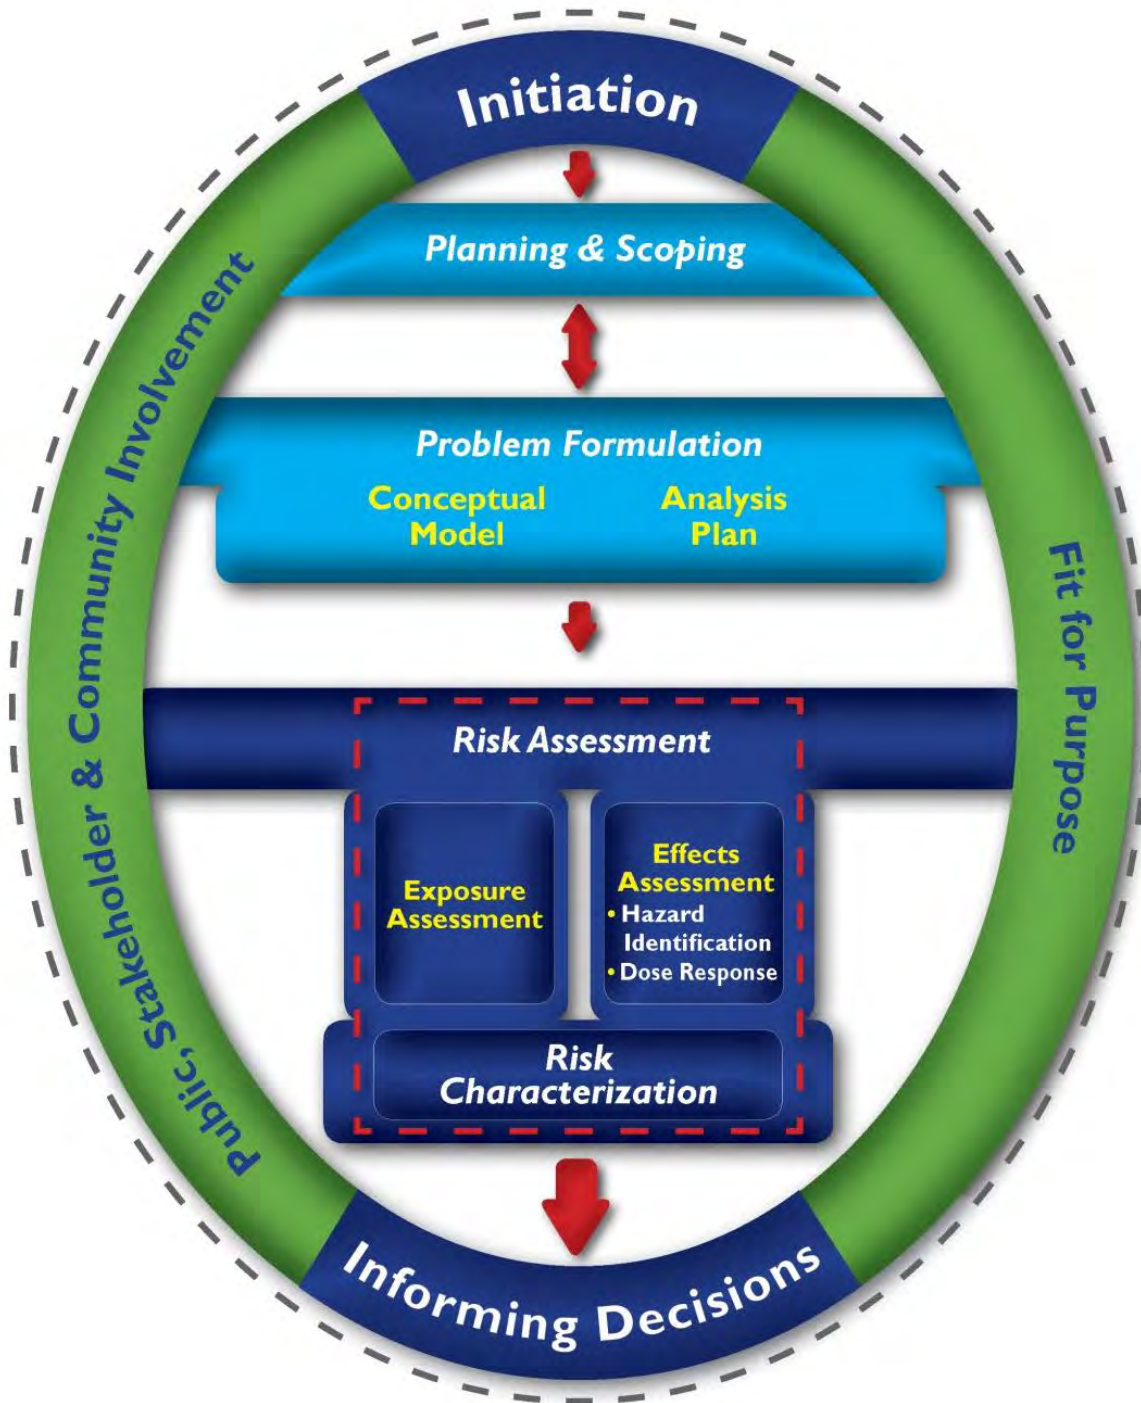 Initiation
Planning & Scoping
Public, Stakeholder & Community Involvement
Problem Formulation
Conceptual
Model
Analysis
Plan
Fit for Purpose
Risk Assessment
Exposure
Assessment
Effects
Assessment
• Hazard
Identification
• Dose Response
Risk
Characterization
Informing Decisions